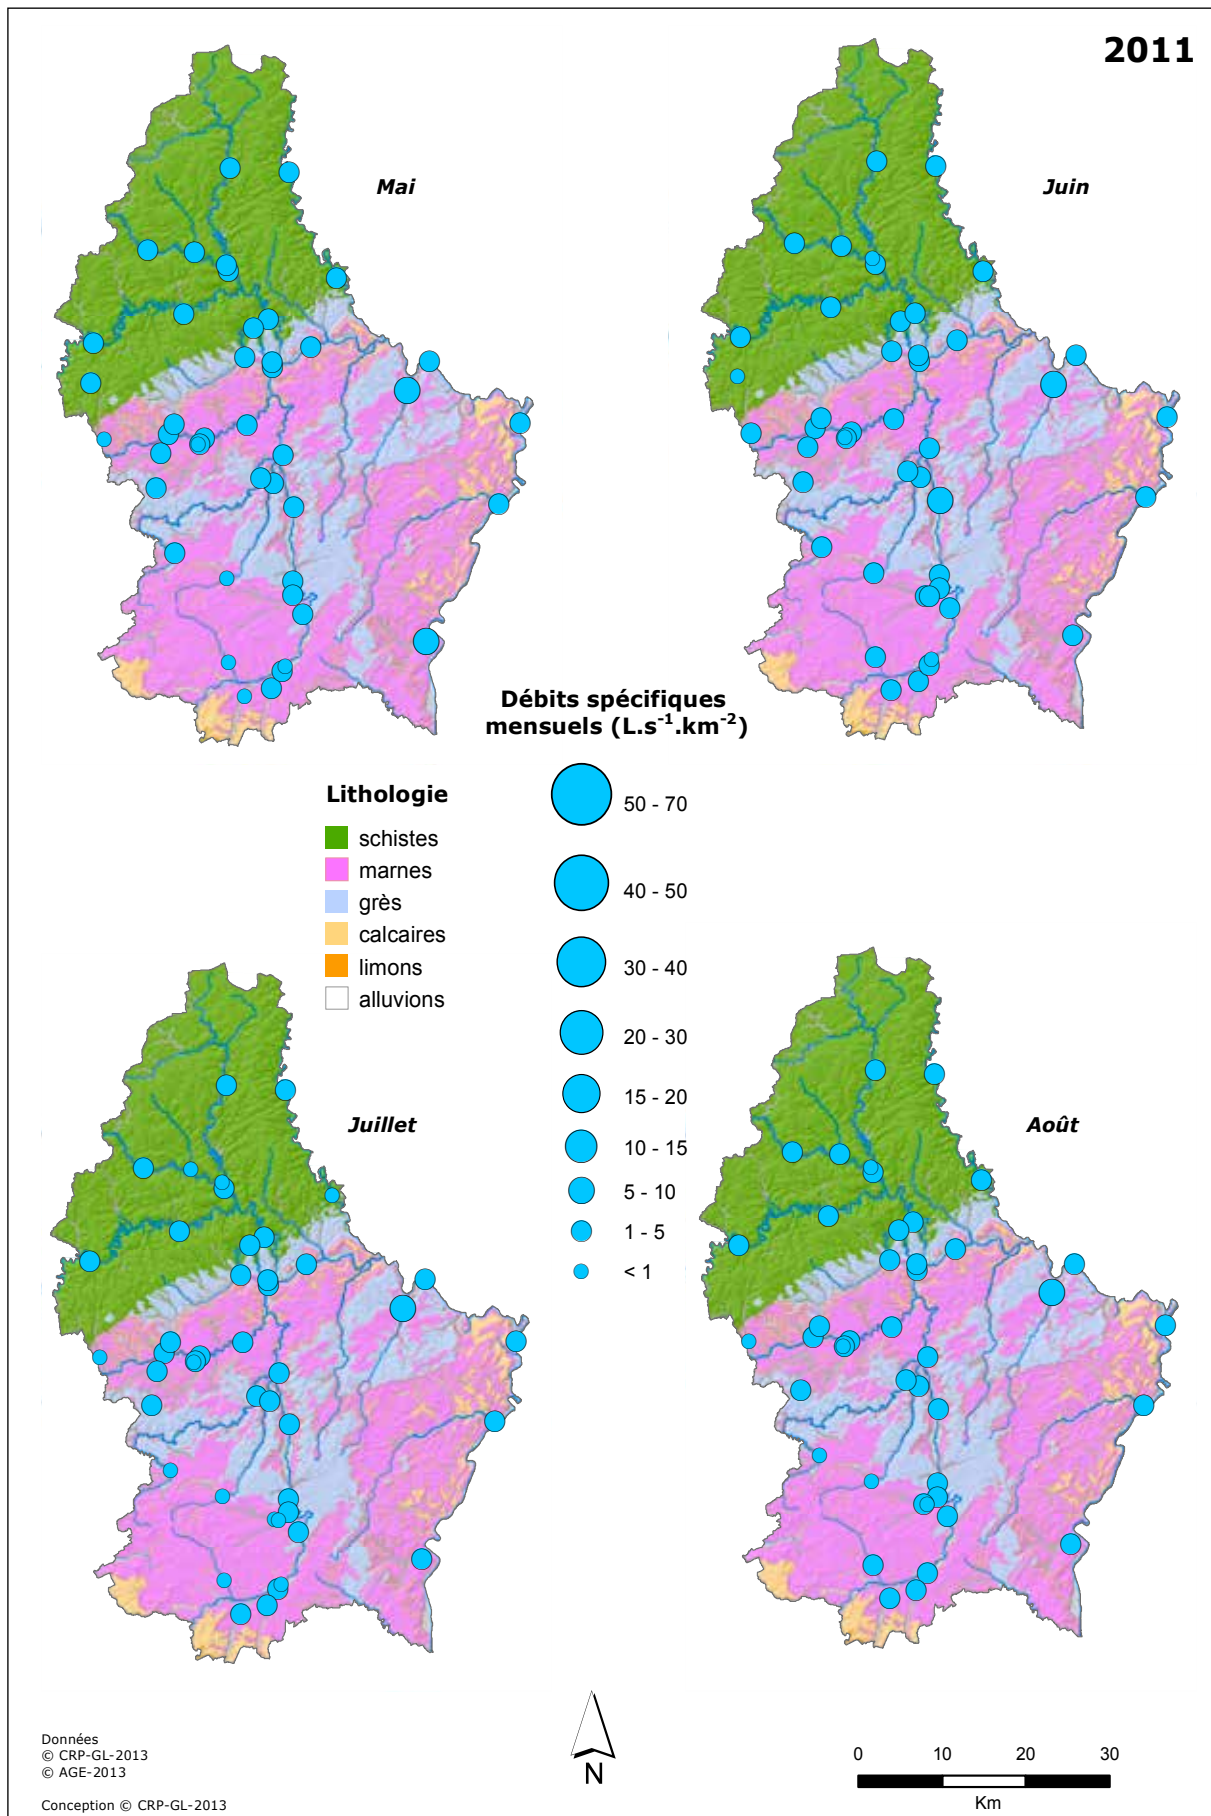 2011
Mai
Juin
Débits spécifiques
mensuels (L.s⁻¹.km⁻²)
50 - 70
40 - 50
30 - 40
20 - 30
15 - 20
10 - 15
5 - 10
1 - 5
< 1
Lithologie
schistes
marnes
grès
calcaires
limons
alluvions
Juillet
Août
Données
© CRP-GL-2013
© AGE-2013
Conception © CRP-GL-2013
N
0 10 20 30
Km